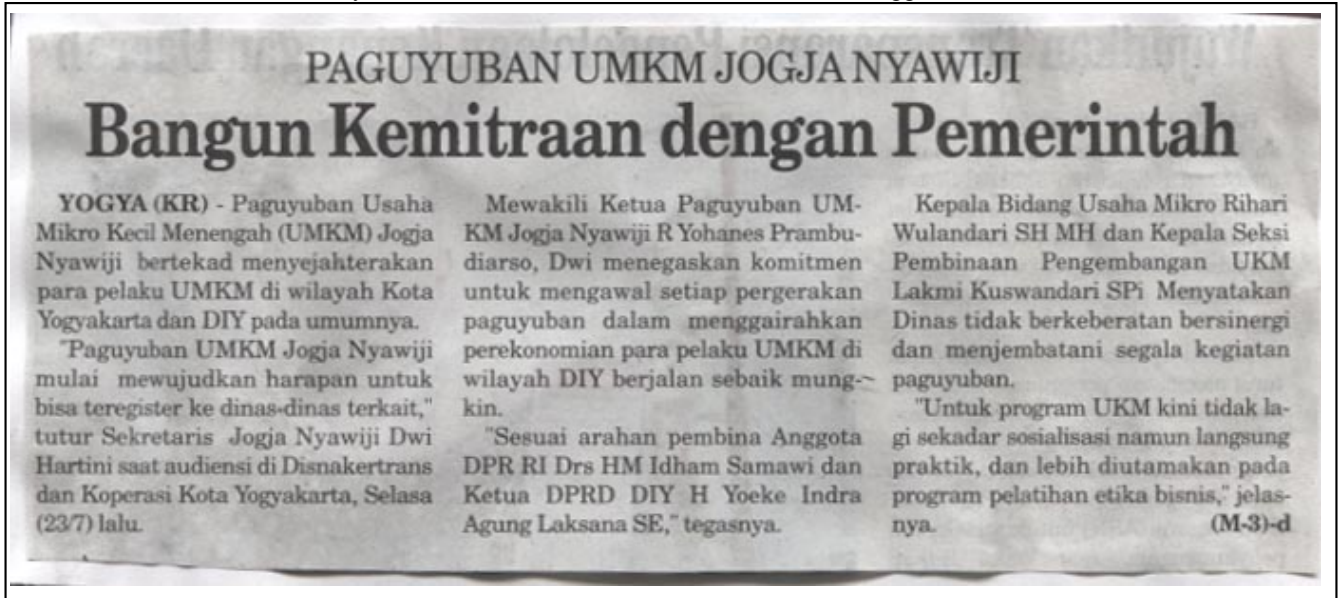 PAGUYUBAN UMKM JOGJA NYAWIJI
Bangun Kemitraan dengan Pemerintah
YOGYA (KR) - Paguyuban Usaha
Mikro Kecil Menengah (UMKM) Jogja
Nyawiji bertekad menyejahterakan
para pelaku UMKM di wilayah Kota
Yogyakarta dan DIY pada umumnya.
"Paguyuban UMKM Jogja Nyawiji
mulai mewujudkan harapan untuk
bisa teregister ke dinas-dinas terkait,"
tutur Sekretaris Jogja Nyawiji Dwi
Hartini saat audiensi di Disnakertrans
dan Koperasi Kota Yogyakarta, Selasa
(23/7) lalu.
Mewakili Ketua Paguyuban UM-
KM Jogja Nyawiji R Yohanes Prambu-
diarso, Dwi menegaskan komitmen
untuk mengawal setiap pergerakan
paguyuban dalam menggairahkan
perekonomian para pelaku UMKM di
wilayah DIY berjalan sebaik mung-
kin.
"Sesuai arahan pembina Anggota
DPR RI Drs HM Idham Samawi dan
Ketua DPRD DIY H Yoeke Indra
Agung Laksana SE," tegasnya.
Kepala Bidang Usaha Mikro Rihari
Wulandari SH MH dan Kepala Seksi
Pembinaan Pengembangan UKM
Lakmi Kuswandari SPi Menyatakan
Dinas tidak berkeberatan bersinergi
dan menjembatani segala kegiatan
paguyuban.
"Untuk program UKM kini tidak la-
gi sekadar sosialisasi namun langsung
praktik, dan lebih diutamakan pada
program pelatihan etika bisnis," jelas-
nya. (M-3)-d